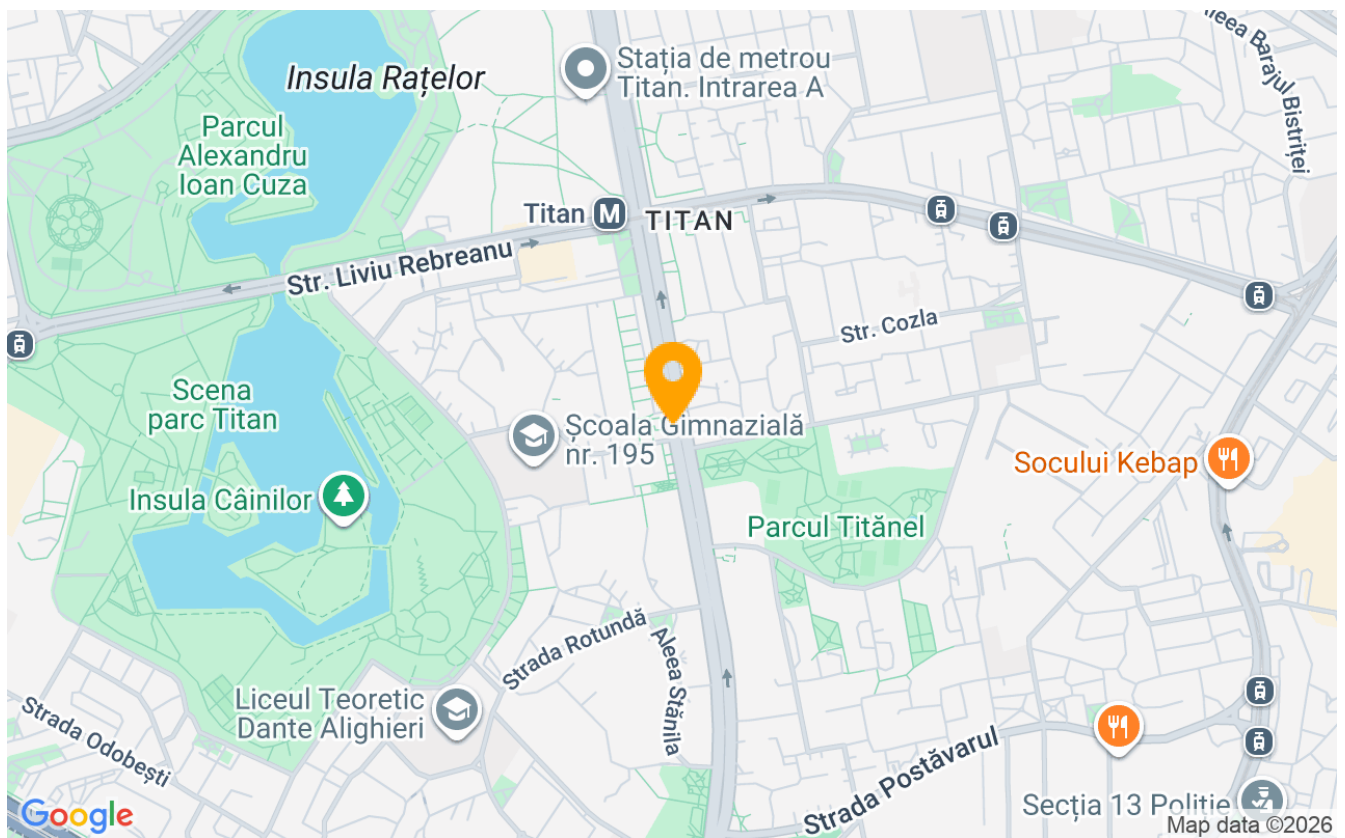 Aleea Barajul Bistriței
Insula Rațelor
Stația de metrou
Titan. Intrarea A
Parcul
Alexandru
Ioan Cuza
Titan
M
TITAN
Str. Liviu Rebreanu
Str. Cozla
Scena
parc Titan
Școala Gimnazială
nr. 195
Socului Kebap
Insula Câinilor
Parcul Titănel
Strada Rotundă
Aleea Stănila
Liceul Teoretic
Dante Alighieri
Strada Odobești
Strada Postăvarul
Secția 13 Poliție
Google
Map data ©2026